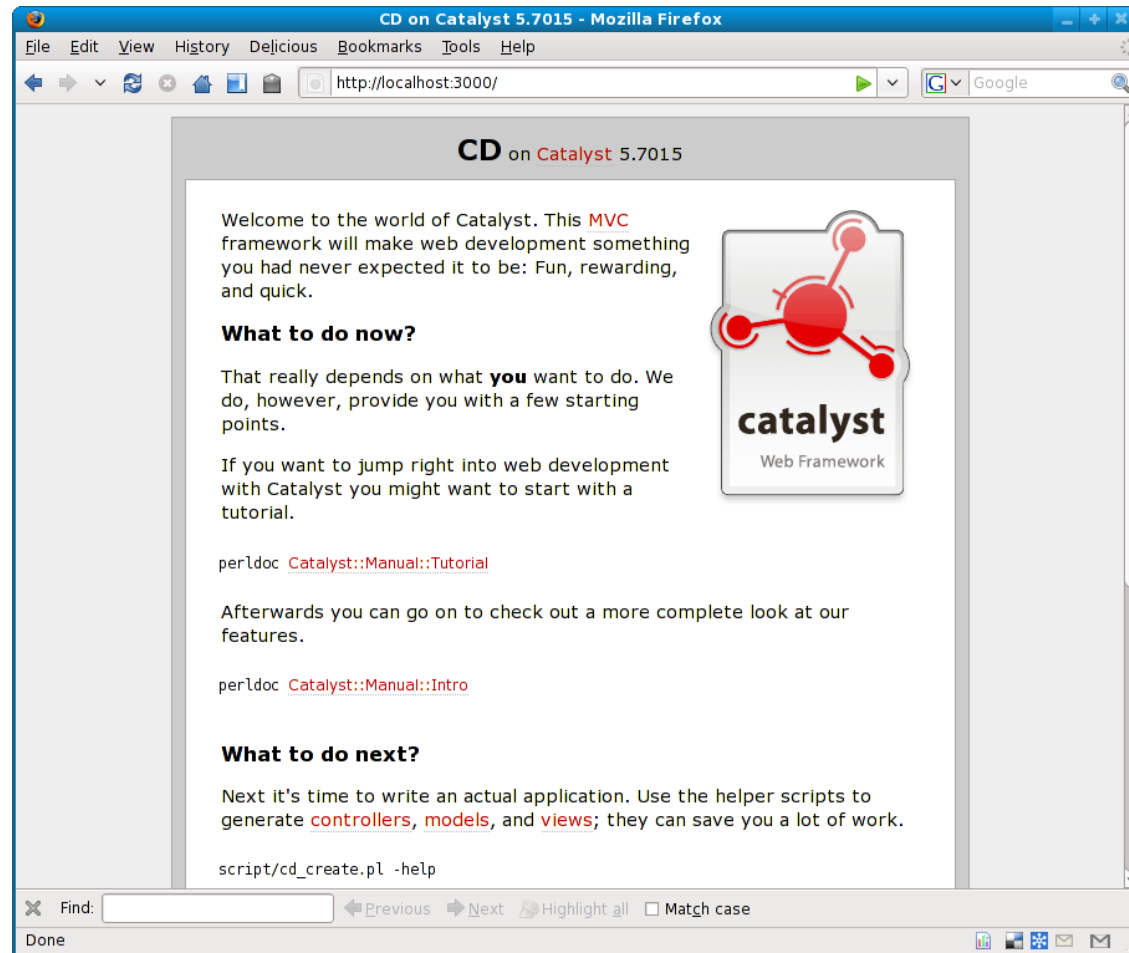 CD on Catalyst 5.7015 - Mozilla Firefox
File Edit View History Delicious Bookmarks Tools Help
http://localhost:3000/
G Google
CD on Catalyst 5.7015
Welcome to the world of Catalyst. This MVC
framework will make web development something
you had never expected it to be: Fun, rewarding,
and quick.
What to do now?
That really depends on what you want to do. We
do, however, provide you with a few starting
points.
If you want to jump right into web development
with Catalyst you might want to start with a
tutorial.
catalyst
Web Framework
perldoc Catalyst::Manual::Tutorial
Afterwards you can go on to check out a more complete look at our
features.
perldoc Catalyst::Manual::Intro
What to do next?
Next it's time to write an actual application. Use the helper scripts to
generate controllers, models, and views; they can save you a lot of work.
script/cd_create.pl -help
Find: Previous Next Highlight all Match case
Done